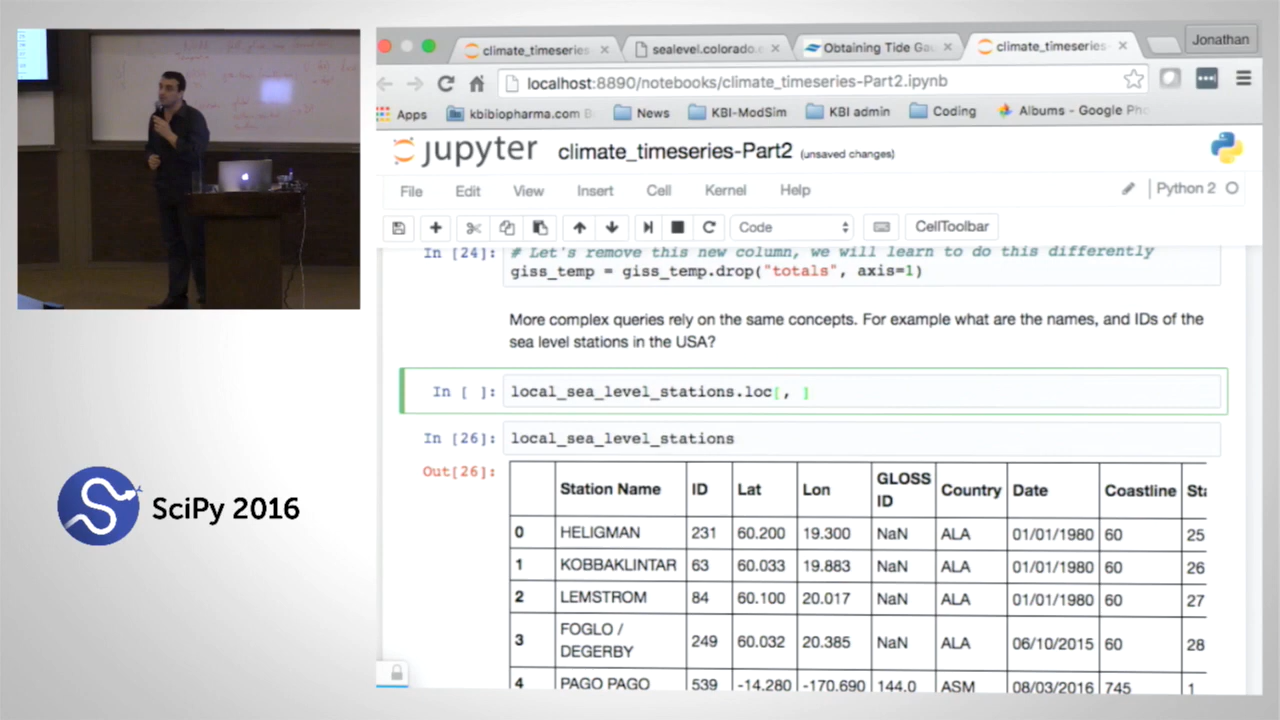 climate_timeseries
sealevel.colorado.e
Obtaining Tide Gau
climate_timeseries-
Jonathan
localhost:8890/notebooks/climate_timeseries-Part2.ipynb
Apps
kbibiopharma.com B
News
KBI-ModSim
KBI admin
Coding
Albums - Google Pho
jupyter
climate_timeseries-Part2 (unsaved changes)
File Edit View Insert Cell Kernel Help
Python 2
Code
CellToolbar
In [24]: # Let's remove this new column, we will learn to do this differently
giss_temp = giss_temp.drop("totals", axis=1)
More complex queries rely on the same concepts. For example what are the names, and IDs of the
sea level stations in the USA?
In [ ]: local_sea_level_stations.loc[, ]
In [26]: local_sea_level_stations
Out[26]:
Station Name ID Lat Lon GLOSS ID Country Date Coastline Sta
0 HELIGMAN 231 60.200 19.300 NaN ALA 01/01/1980 60 25
1 KOBBAKLINTAR 63 60.033 19.883 NaN ALA 01/01/1980 60 26
2 LEMSTROM 84 60.100 20.017 NaN ALA 01/01/1980 60 27
3 FOGLO / DEGERBY 249 60.032 20.385 NaN ALA 06/10/2015 60 28
4 PAGO PAGO 539 -14.280 -170.690 144.0 ASM 08/03/2016 745 1
SciPy 2016